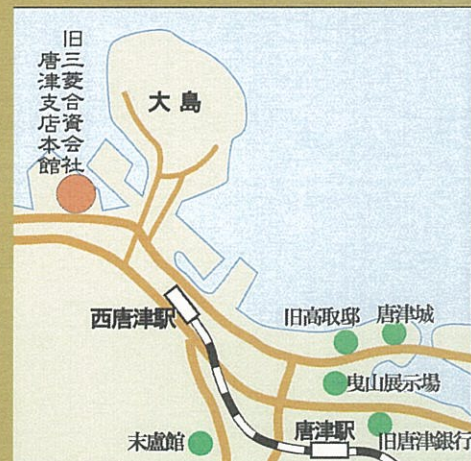 旧三菱合資会社
唐津支店本館
大島
西唐津駅
旧高取邸
唐津城
曳山展示場
唐津駅
旧唐津銀行
末盧館